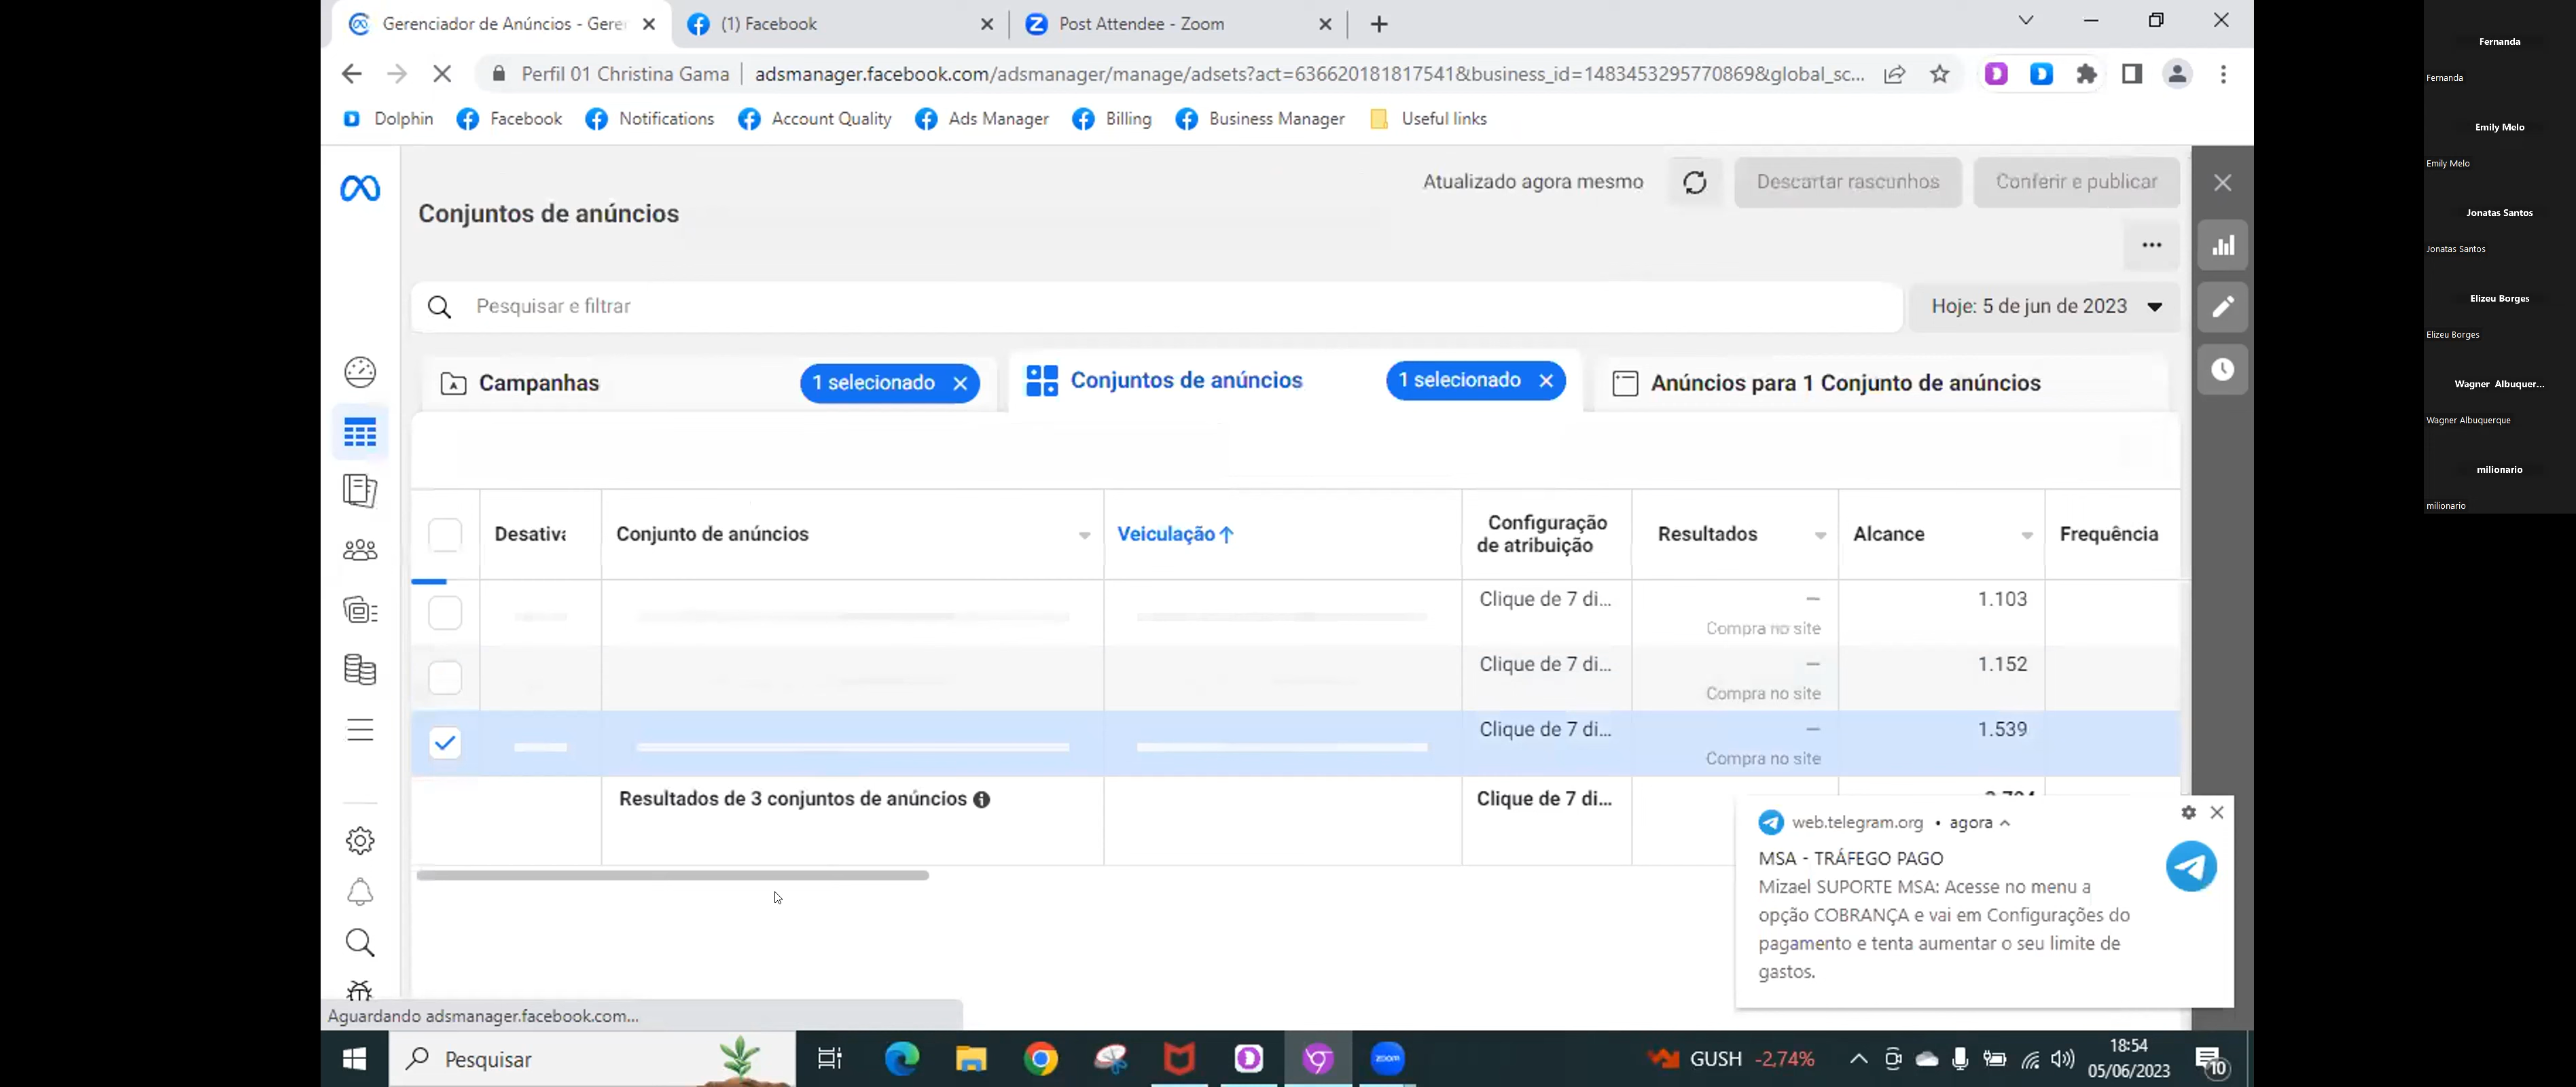 Gerenciador de Anúncios - Gere
(1) Facebook
Post Attendee - Zoom
Perfil 01 Christina Gama
adsmanager.facebook.com/adsmanager/manage/adsets?act=636620181817541&business_id=1483453295770869&global_sc...
Dolphin
Facebook
Notifications
Account Quality
Ads Manager
Billing
Business Manager
Useful links
Conjuntos de anúncios
Atualizado agora mesmo
Descartar rascunhos
Conferir e publicar
Pesquisar e filtrar
Hoje: 5 de jun de 2023
Campanhas
1 selecionado
Conjuntos de anúncios
1 selecionado
Anúncios para 1 Conjunto de anúncios
Desativa
Conjunto de anúncios
Veiculação
Configuração
de atribuição
Resultados
Alcance
Frequência
Clique de 7 di...
—
1.103
Compra no site
Clique de 7 di...
—
1.152
Compra no site
Clique de 7 di...
—
1.539
Compra no site
Resultados de 3 conjuntos de anúncios
Clique de 7 di...
web.telegram.org • agora
MSA - TRÁFEGO PAGO
Mizael SUPORTE MSA: Acesse no menu a
opção COBRANÇA e vai em Configurações do
pagamento e tenta aumentar o seu limite de
gastos.
Aguardando adsmanager.facebook.com...
Pesquisar
zoom
GUSH -2,74%
18:54
05/06/2023
10
Fernanda
Fernanda
Emily Melo
Emily Melo
Jonatas Santos
Jonatas Santos
Elizeu Borges
Elizeu Borges
Wagner Albuquer...
Wagner Albuquerque
milionario
milionario